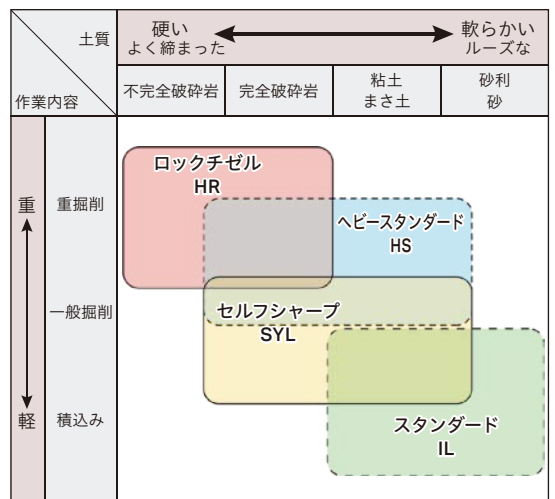 土質
作業内容
硬い
よく締まった
軟らかい
ルーズな
不完全破砕岩
完全破砕岩
粘土
まさ土
砂利
砂
重
軽
重掘削
一般掘削
積込み
ロックチゼル
HR
ヘビースタンダード
HS
セルフシャープ
SYL
スタンダード
IL